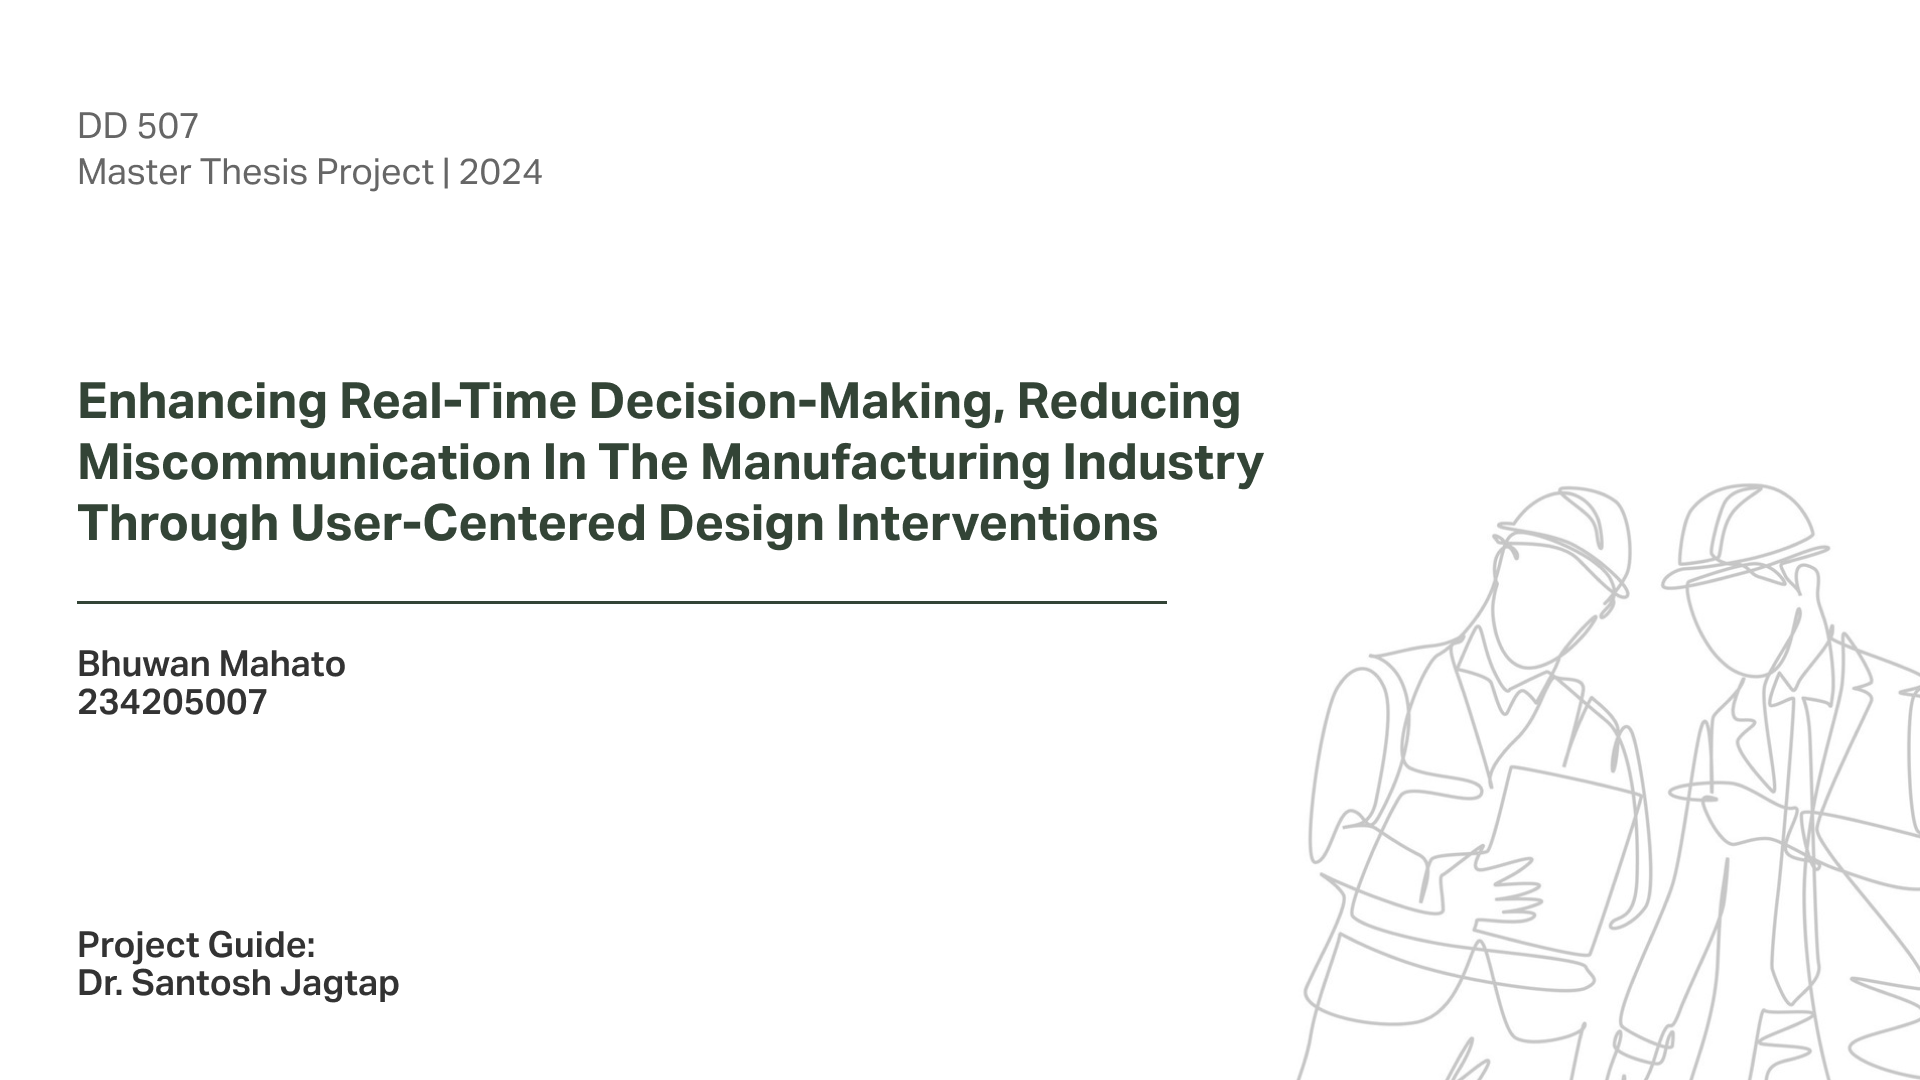 DD 507
Master Thesis Project | 2024
Enhancing Real-Time Decision-Making, Reducing
Miscommunication In The Manufacturing Industry
Through User-Centered Design Interventions
Bhuwan Mahato
234205007
Project Guide:
Dr. Santosh Jagtap